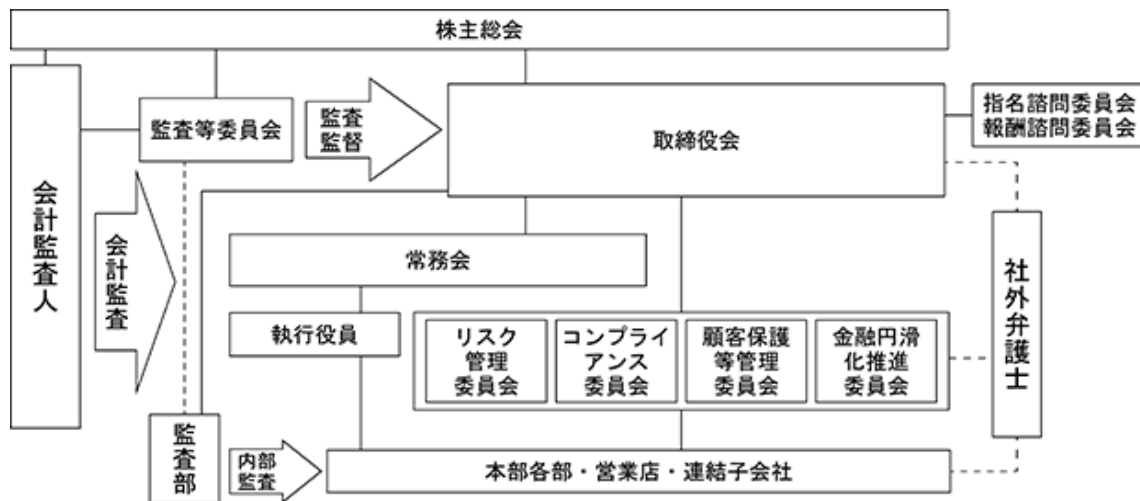 株主総会
会計監査人
監査等委員会
監査
監督
取締役会
指名諮問委員会
報酬諮問委員会
会計監査
常務会
執行役員
リスク
管理
委員会
コンプライ
アンス
委員会
顧客保護
等管理
委員会
金融円滑
化推進
委員会
社外弁護士
監査部
内部
監査
本部各部・営業店・連結子会社